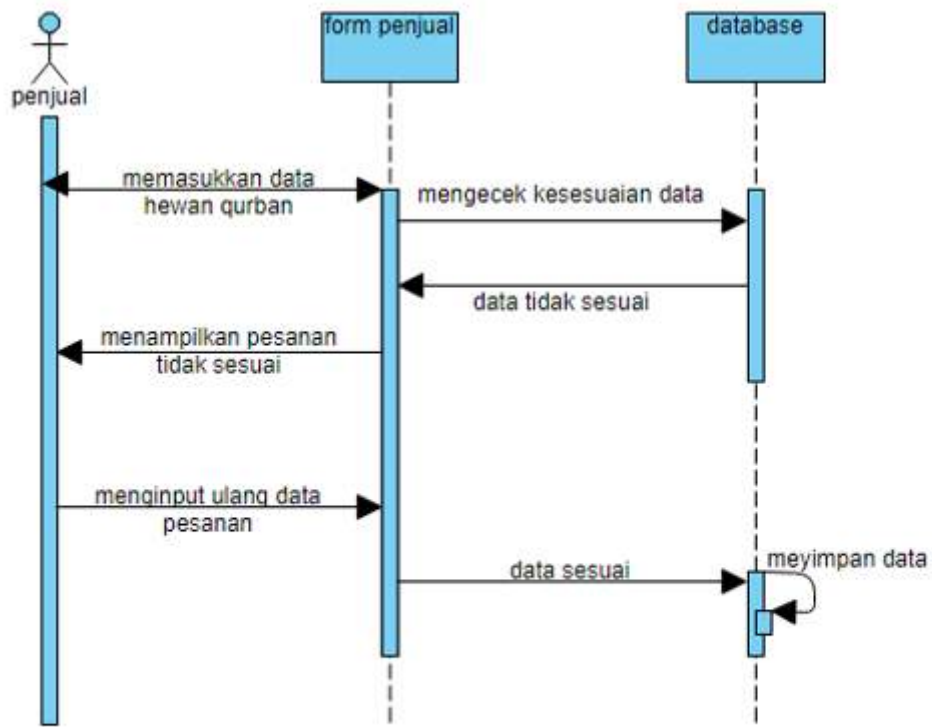 form penjual
database
penjual
memasukkan data
hewan qurban
mengecek kesesuaian data
data tidak sesuai
menampilkan pesanan
tidak sesuai
menginput ulang data
pesanan
data sesuai
meyimpan data